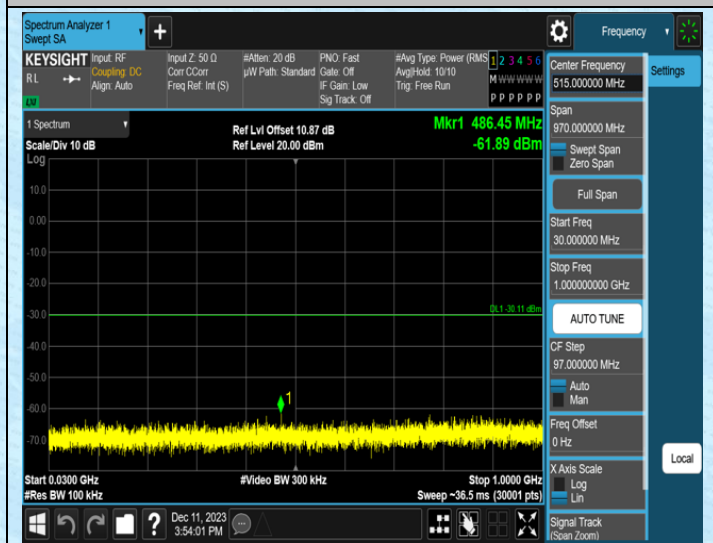 Spectrum Analyzer 1
Swept SA
Frequency
KEYSIGHT
R L
LXI
Input: RF
Coupling: DC
Align: Auto
Input Z: 50 Ω
Corr CCorr
Freq Ref: Int (S)
#Atten: 20 dB
µW Path: Standard
PNO: Fast
Gate: Off
IF Gain: Low
Sig Track: Off
#Avg Type: Power (RMS
Avg|Hold: 10/10
Trig: Free Run
1 2 3 4 5 6
M W W W W W
P P P P P P
1 Spectrum
Scale/Div 10 dB
Log
Ref Lvl Offset 10.87 dB
Ref Level 20.00 dBm
Mkr1 486.45 MHz
-61.89 dBm
10.0
0.00
-10.0
-20.0
-30.0
DL1 -30.11 dBm
-40.0
-50.0
-60.0
1
-70.0
Start 0.0300 GHz
#Res BW 100 kHz
#Video BW 300 kHz
Stop 1.0000 GHz
Sweep ~36.5 ms (30001 pts)
Center Frequency
515.000000 MHz
Settings
Span
970.000000 MHz
Swept Span
Zero Span
Full Span
Start Freq
30.000000 MHz
Stop Freq
1.000000000 GHz
AUTO TUNE
CF Step
97.000000 MHz
Auto
Man
Freq Offset
0 Hz
X Axis Scale
Log
Lin
Local
Signal Track
(Span Zoom)
?
Dec 11, 2023
3:54:01 PM